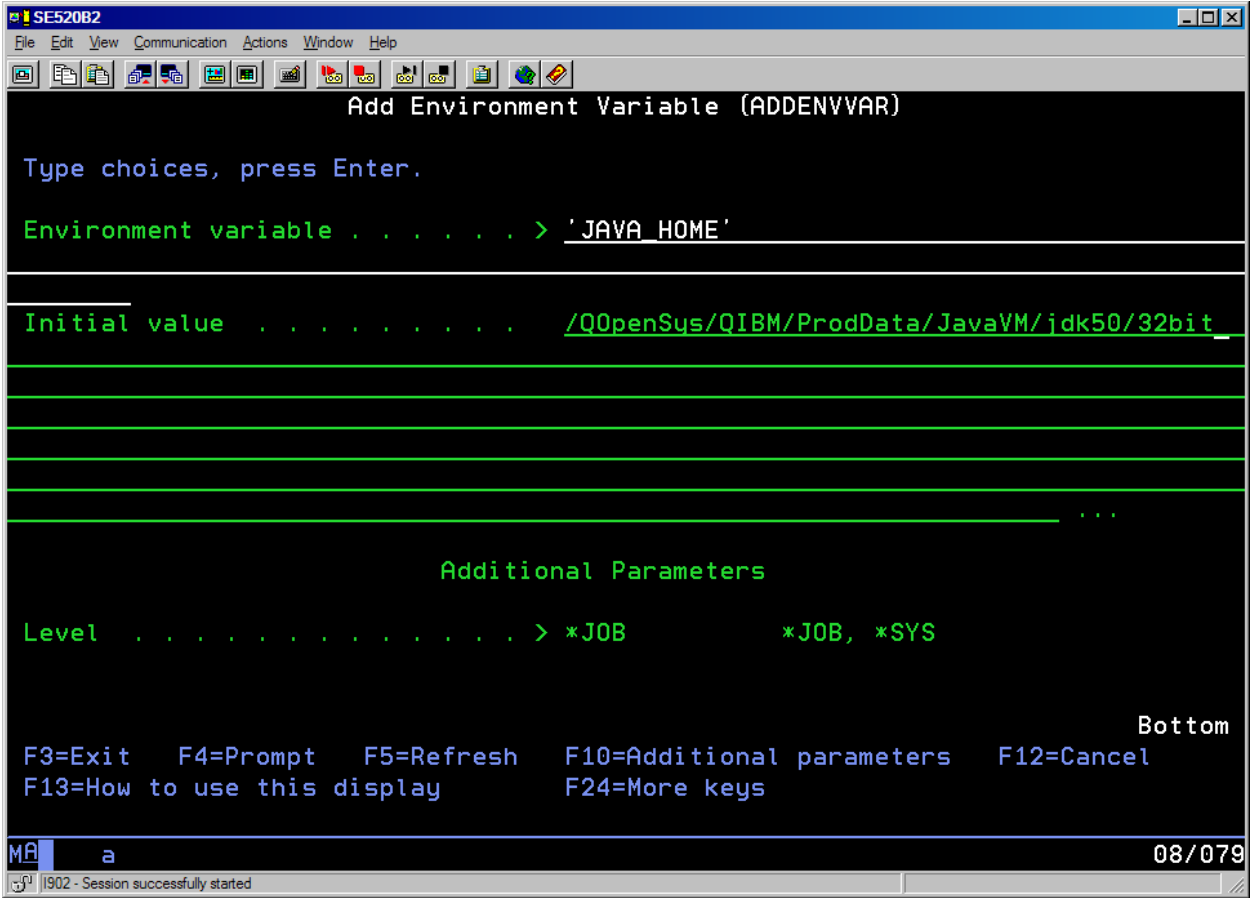 SE520B2
File Edit View Communication Actions Window Help
Add Environment Variable (ADDENVVAR)
Type choices, press Enter.
Environment variable . . . . . . > 'JAVA_HOME'
Initial value . . . . . . . . . /QOpenSys/QIBM/ProdData/JavaVM/jdk50/32bit_
...
Additional Parameters
Level . . . . . . . . . . . . . > *JOB *JOB, *SYS
Bottom
F3=Exit F4=Prompt F5=Refresh F10=Additional parameters F12=Cancel
F13=How to use this display F24=More keys
MA a 08/079
I902 - Session successfully started